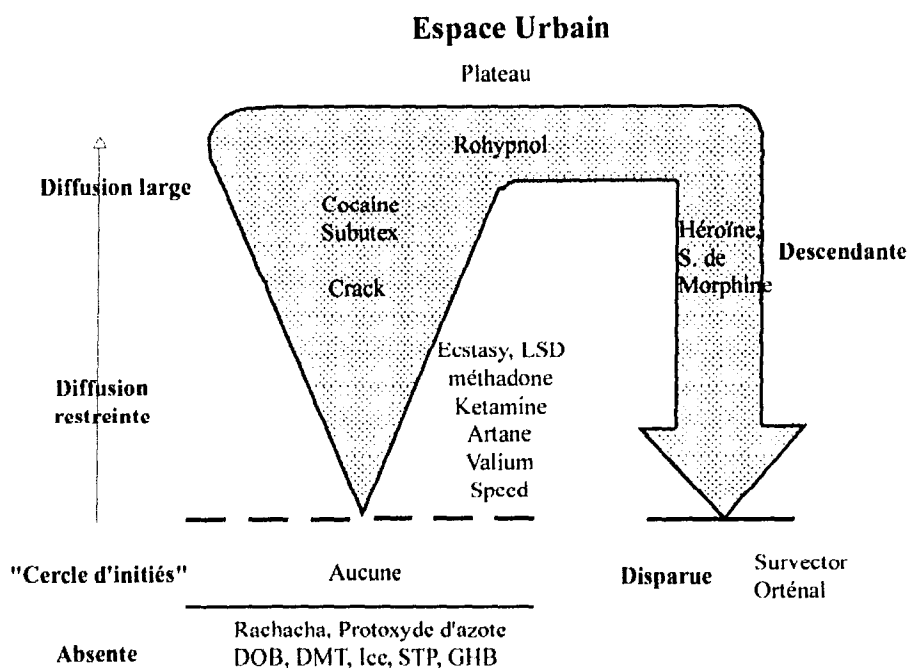 Espace Urbain
Plateau
Rohypnol
Diffusion large
Cocaïne
Subutex
Crack
Héroïne,
S. de
Morphine
Descendante
Ecstasy, LSD
méthadone
Ketamine
Artane
Valium
Speed
Diffusion
restreinte
"Cercle d'initiés"
Aucune
Disparue
Survector
Orténal
Absente
Rachacha, Protoxyde d'azote
DOB, DMT, Ice, STP, GHB